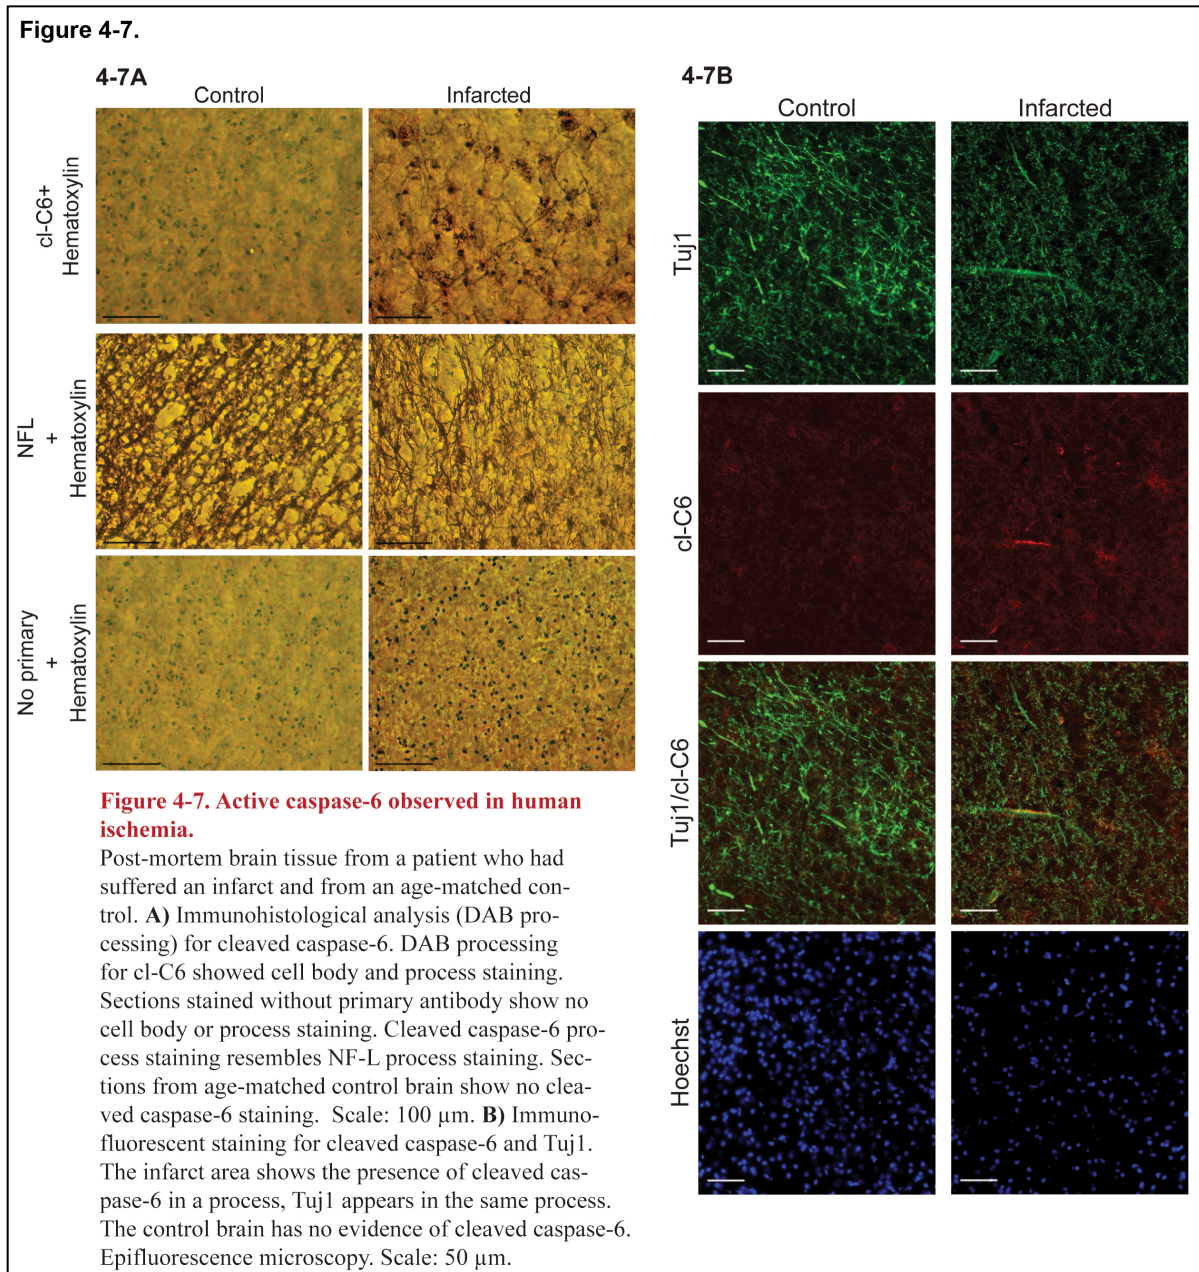 Figure 4-7.
4-7A
Control
Infarcted
cl-C6+
Hematoxylin
NFL
+
Hematoxylin
No primary
+
Hematoxylin
Figure 4-7. Active caspase-6 observed in human
ischemia.
Post-mortem brain tissue from a patient who had
suffered an infarct and from an age-matched con-
trol. A) Immunohistological analysis (DAB pro-
cessing) for cleaved caspase-6. DAB processing
for cl-C6 showed cell body and process staining.
Sections stained without primary antibody show no
cell body or process staining. Cleaved caspase-6 pro-
cess staining resembles NF-L process staining. Sec-
tions from age-matched control brain show no clea-
ved caspase-6 staining.  Scale: 100 µm. B) Immuno-
fluorescent staining for cleaved caspase-6 and Tuj1.
The infarct area shows the presence of cleaved cas-
pase-6 in a process, Tuj1 appears in the same process.
The control brain has no evidence of cleaved caspase-6.
Epifluorescence microscopy. Scale: 50 µm.
4-7B
Control
Infarcted
Tuj1
cl-C6
Tuj1/cl-C6
Hoechst